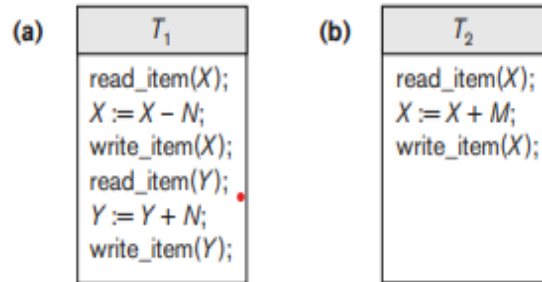 (a)
T₁
read_item(X);
X := X – N;
write_item(X);
read_item(Y);
Y := Y + N;
write_item(Y);
(b)
T₂
read_item(X);
X := X + M;
write_item(X);